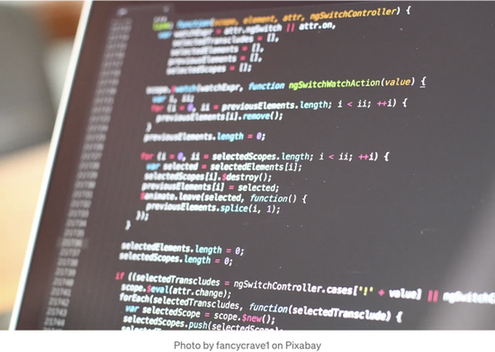 function(scope, element, attr, ngSwitchController) {
var watchExpr = attr.ngSwitch || attr.on,
selectedTranscludes = [],
selectedElements = [],
previousElements = [],
selectedScopes = [];
scope.$watch(watchExpr, function ngSwitchWatchAction(value) {
var i, ii;
for (i = 0, ii = previousElements.length; i < ii; ++i) {
previousElements[i].remove();
}
previousElements.length = 0;
for (i = 0, ii = selectedScopes.length; i < ii; ++i) {
var selected = selectedElements[i];
selectedScopes[i].$destroy();
previousElements[i] = selected;
$animate.leave(selected, function() {
previousElements.splice(i, 1);
});
}
selectedElements.length = 0;
selectedScopes.length = 0;
if ((selectedTranscludes = ngSwitchController.cases['!' + value] || ngSwitchC
scope.$eval(attr.change);
forEach(selectedTranscludes, function(selectedTransclude) {
var selectedScope = scope.$new();
selectedScopes.push(selectedScope
Photo by fancycrave1 on Pixabay